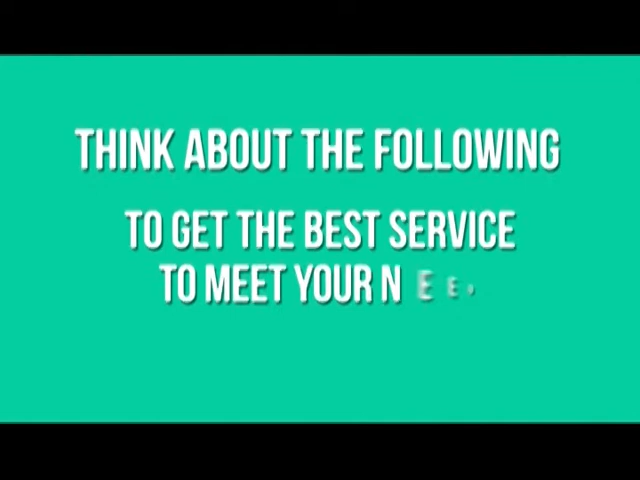 THINK ABOUT THE FOLLOWING
TO GET THE BEST SERVICE
TO MEET YOUR N E E